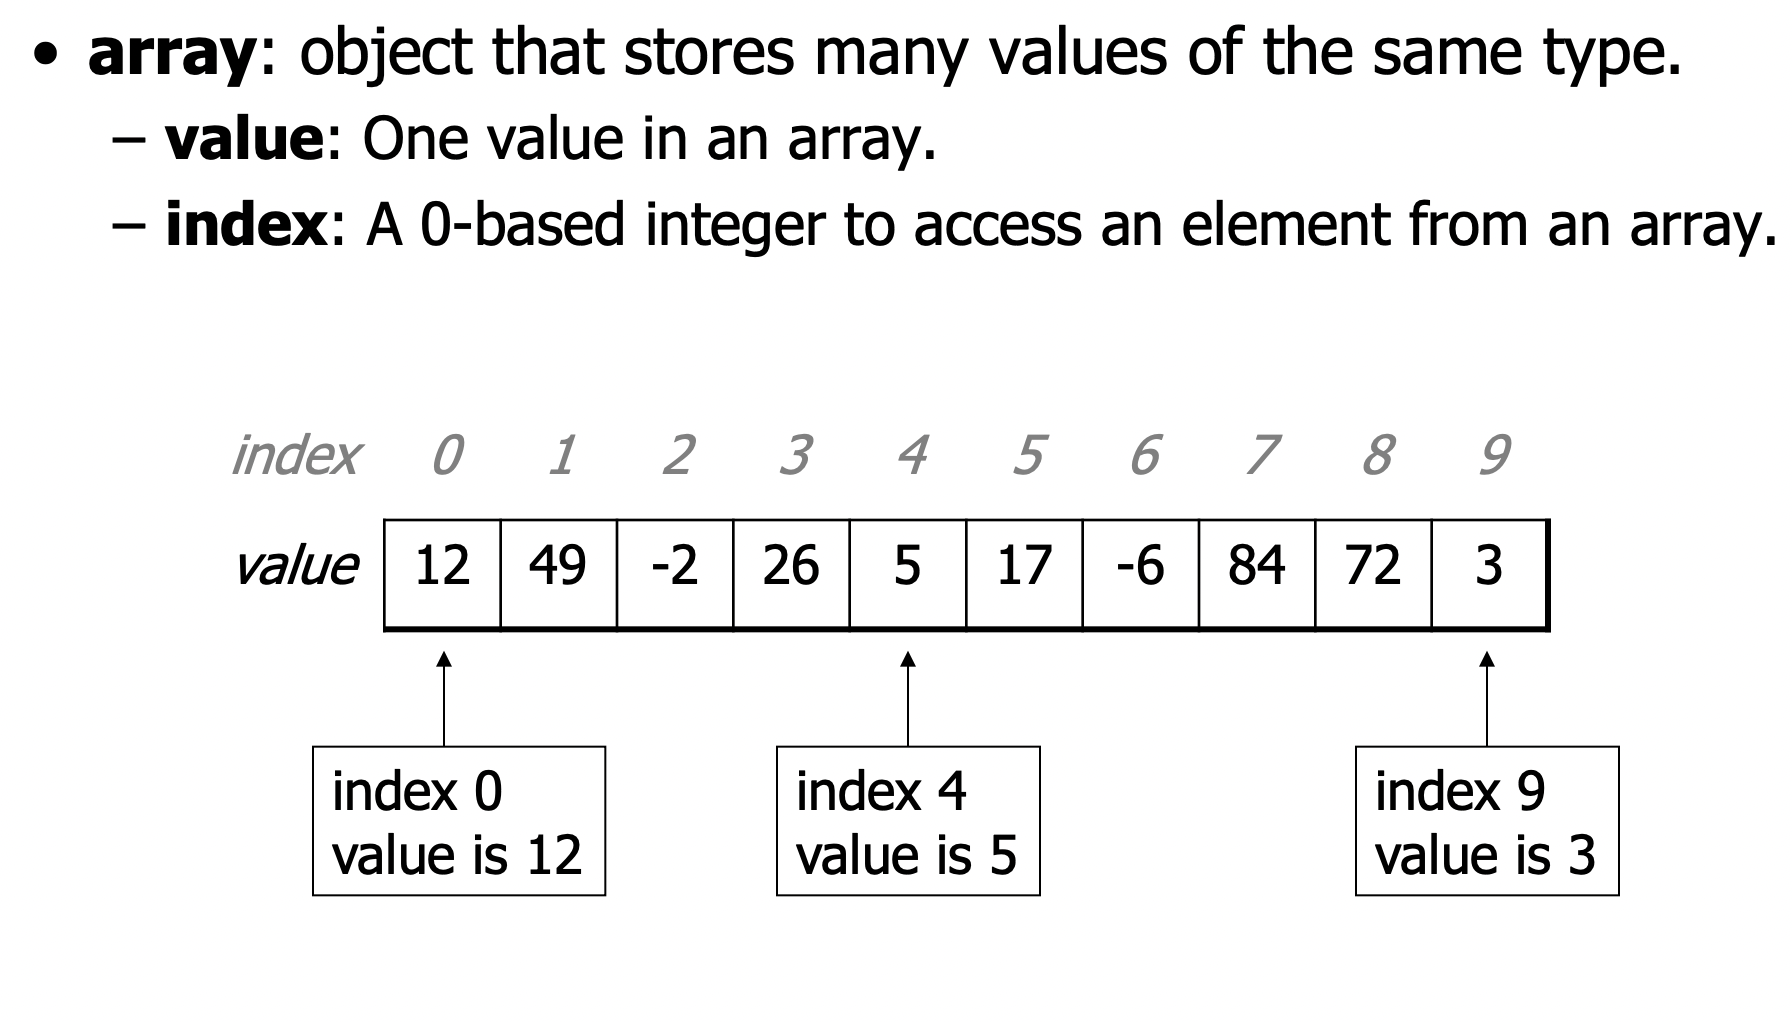 • array: object that stores many values of the same type.
– value: One value in an array.
– index: A 0-based integer to access an element from an array.
index 0 1 2 3 4 5 6 7 8 9
value 12 49 -2 26 5 17 -6 84 72 3
index 0
value is 12
index 4
value is 5
index 9
value is 3